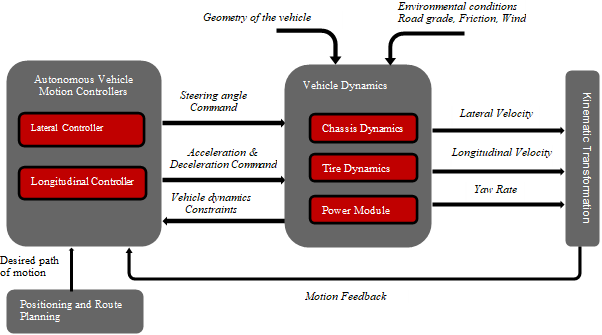 Geometry of the vehicle
Environmental conditions
Road grade, Friction, Wind
Autonomous Vehicle
Motion Controllers
Lateral Controller
Longitudinal Controller
Steering angle
Command
Acceleration &
Deceleration Command
Vehicle dynamics
Constraints
Vehicle Dynamics
Chassis Dynamics
Tire Dynamics
Power Module
Lateral Velocity
Longitudinal Velocity
Yaw Rate
Kinematic Transformation
Desired path
of motion
Motion Feedback
Positioning and Route
Planning